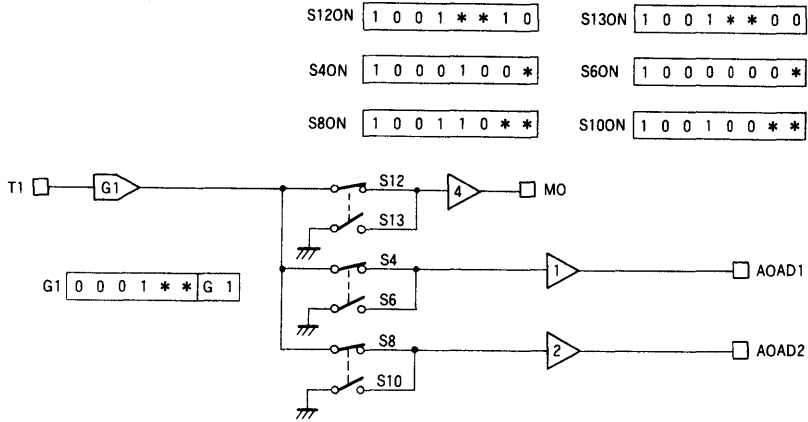 S12ON 1 0 0 1 * * 1 0
S13ON 1 0 0 1 * * 0 0
S4ON 1 0 0 0 1 0 0 *
S6ON 1 0 0 0 0 0 0 *
S8ON 1 0 0 1 1 0 * *
S10ON 1 0 0 1 0 0 * *
T1 G1 S12 4 MO
S13
G1 0 0 0 1 * * G 1
S4 1 AOAD1
S6
S8 2 AOAD2
S10